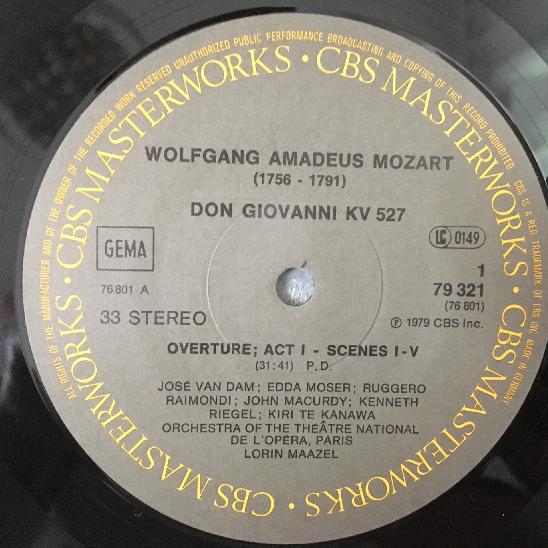 ALL RIGHTS OF THE MANUFACTURER AND OF THE OWNER OF THE RECORDED WORK RESERVED UNAUTHORIZED PUBLIC PERFORMANCE BROADCASTING AND COPYING OF THIS RECORD PROHIBITED CBS IS A REG. TRADEMARK OF CBS INC. MADE IN GERMANY
CBS MASTERWORKS · CBS MASTERWORKS · CBS MASTERWORKS · CBS MASTERWORKS ·
WOLFGANG AMADEUS MOZART
(1756 - 1791)
DON GIOVANNI KV 527
GEMA
LC 0149
76 801 A
1
79 321
(76 801)
33 STEREO
℗ 1979 CBS Inc.
OVERTURE; ACT I - SCENES I - V
(31:41) P.D.
JOSÉ VAN DAM; EDDA MOSER; RUGGERO
RAIMONDI; JOHN MACURDY; KENNETH
RIEGEL; KIRI TE KANAWA
ORCHESTRA OF THE THEÂTRE NATIONAL
DE L'OPÉRA, PARIS
LORIN MAAZEL